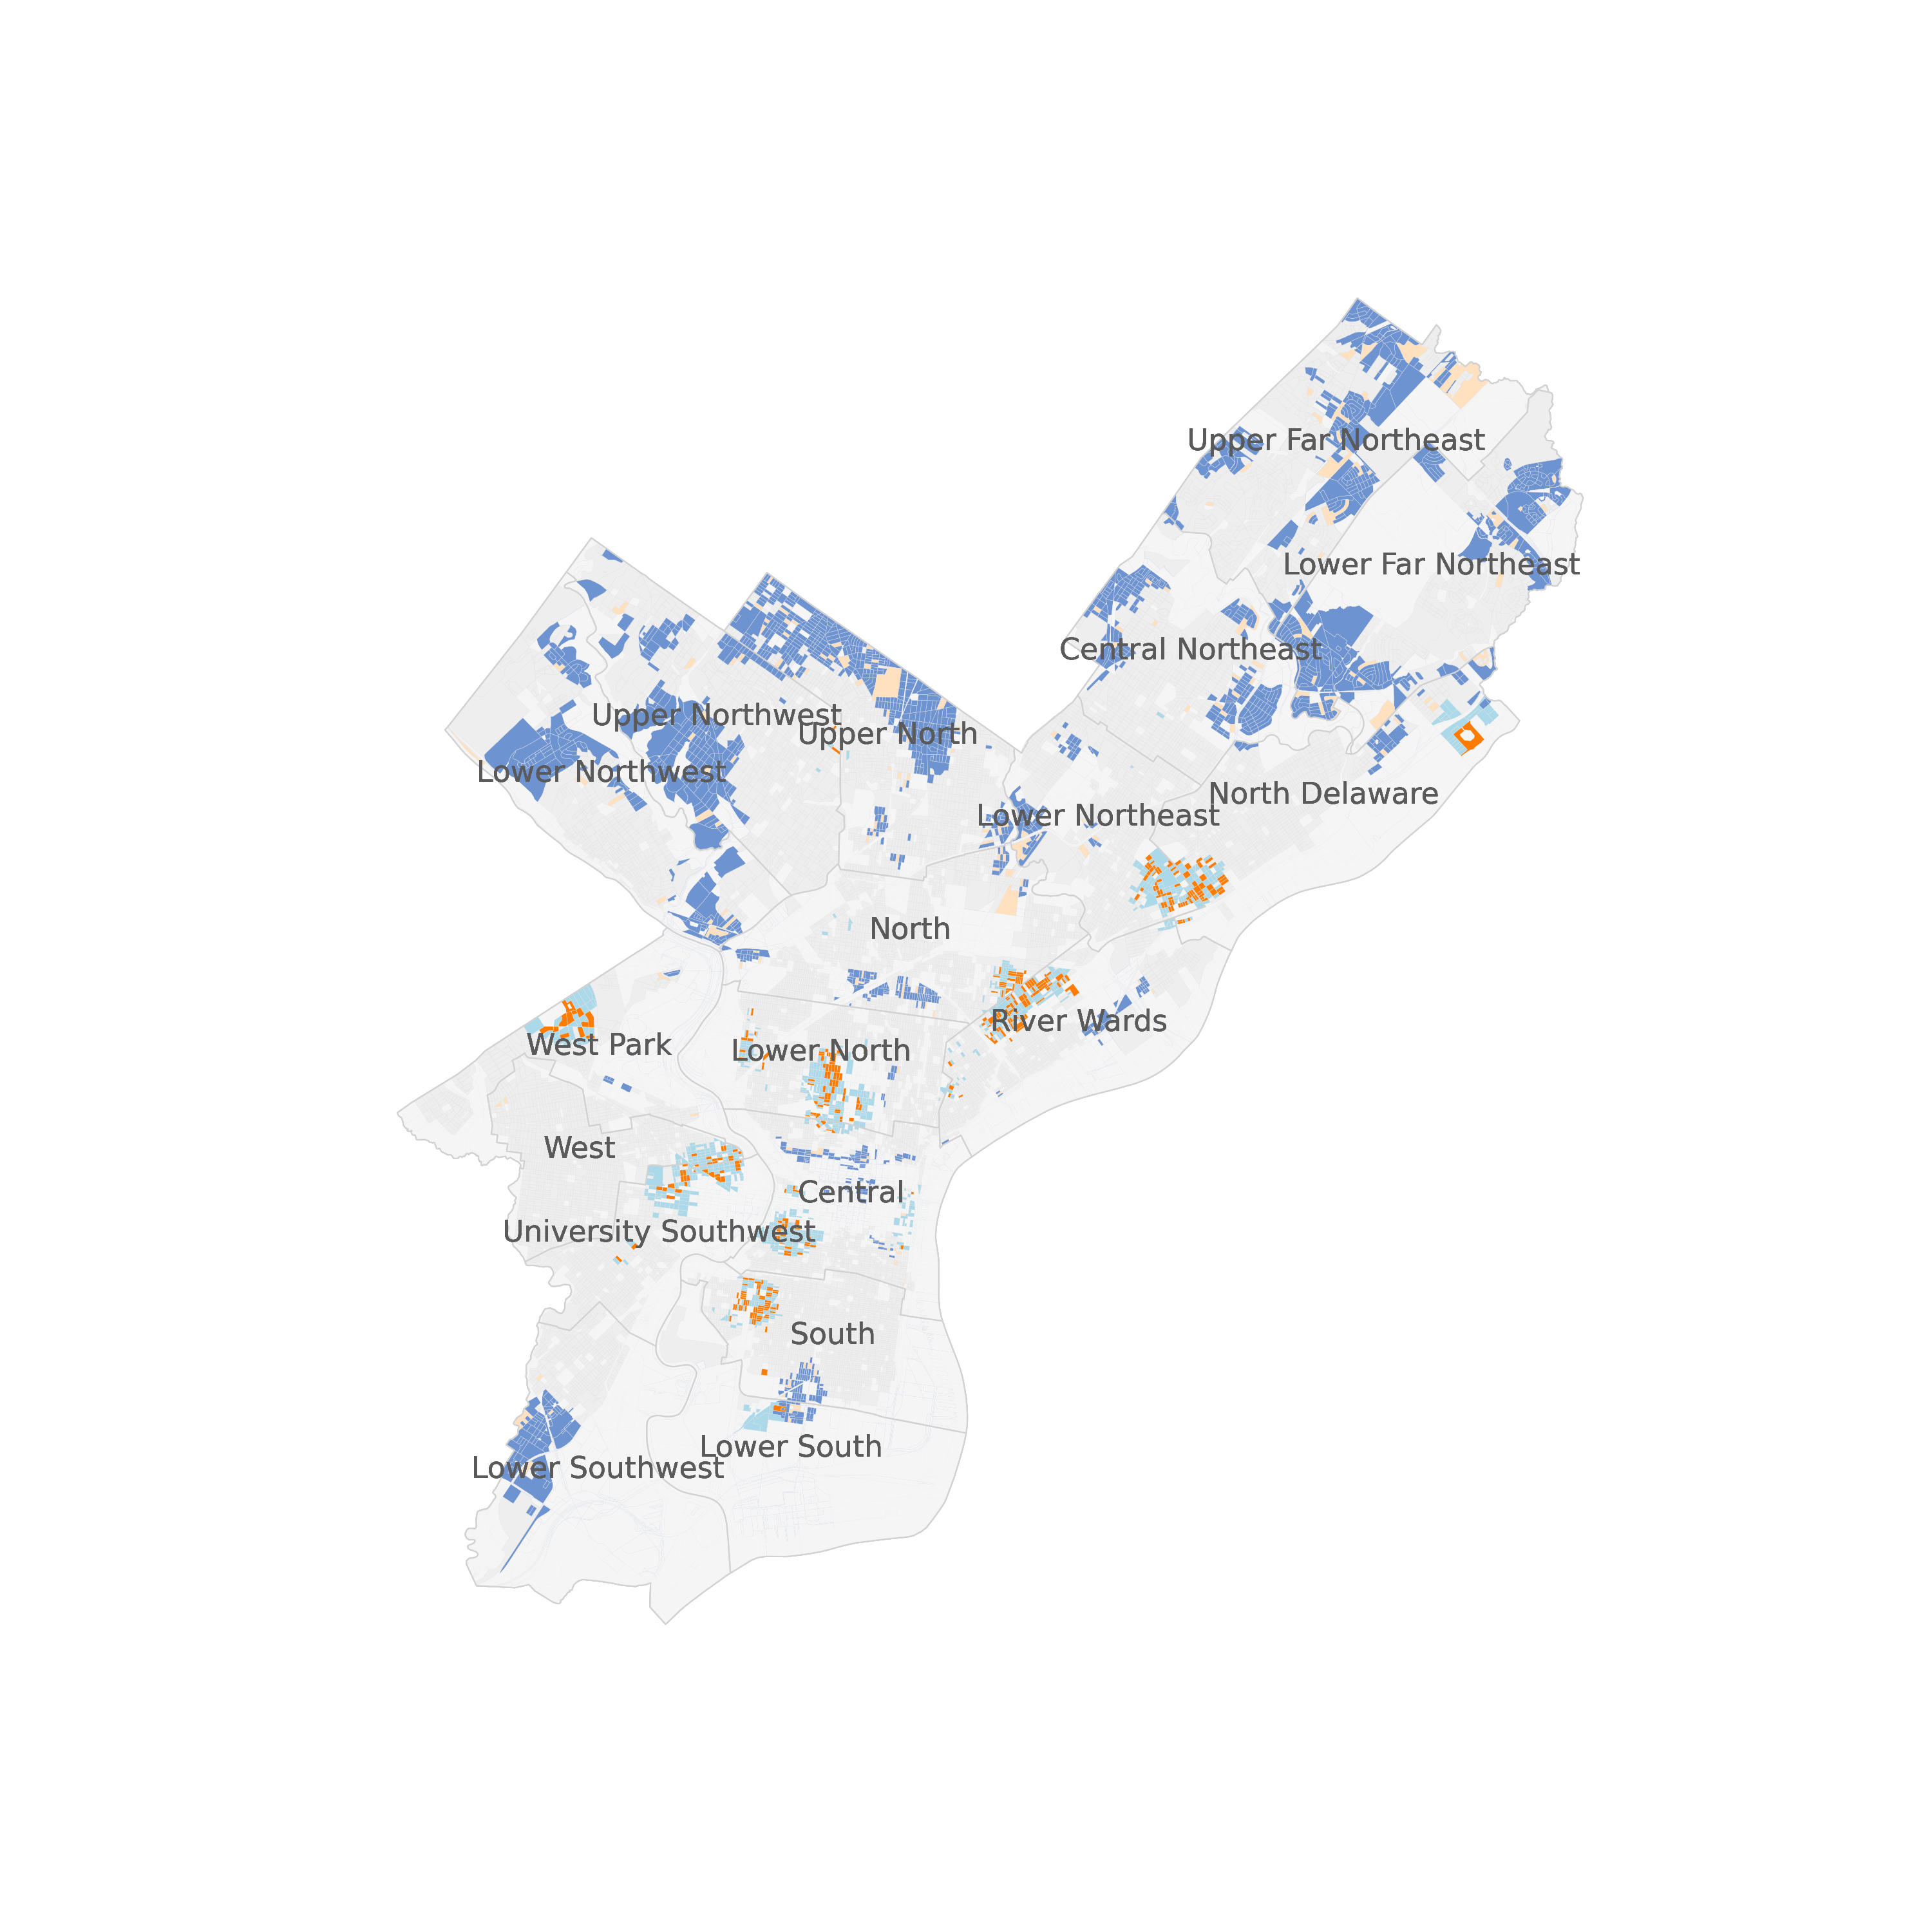 Upper Far Northeast
Lower Far Northeast
Central Northeast
Upper Northwest
Upper North
Lower Northwest
North Delaware
Lower Northeast
North
River Wards
West Park
Lower North
West
Central
University Southwest
South
Lower South
Lower Southwest